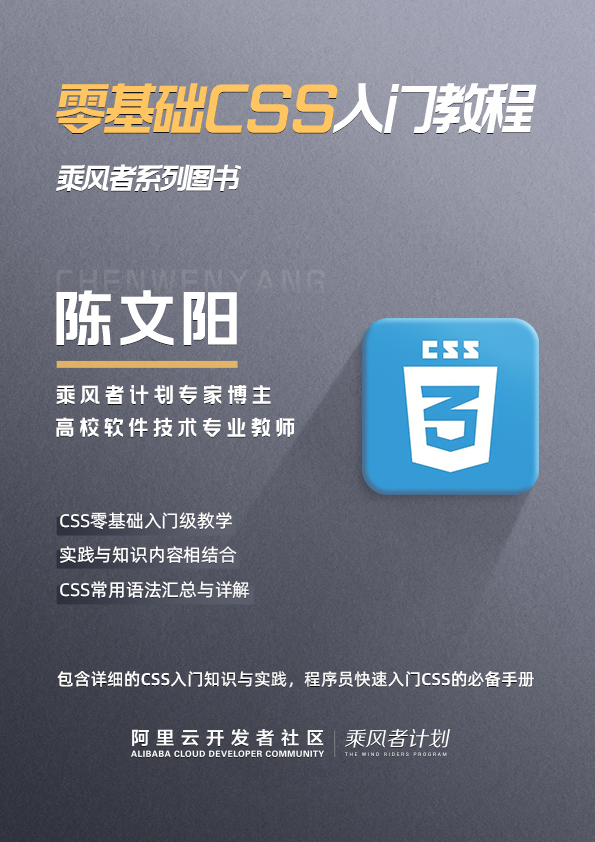 零基础CSS入门教程
乘风者系列图书
CHENWENYANG
陈文阳
乘风者计划专家博主
高校软件技术专业教师
CSS
3
CSS零基础入门级教学
实践与知识内容相结合
CSS常用语法汇总与详解
包含详细的CSS入门知识与实践，程序员快速入门CSS的必备手册
阿里云开发者社区 乘风者计划
ALIBABA CLOUD DEVELOPER COMMUNITY THE WIND RIDERS PROGRAM